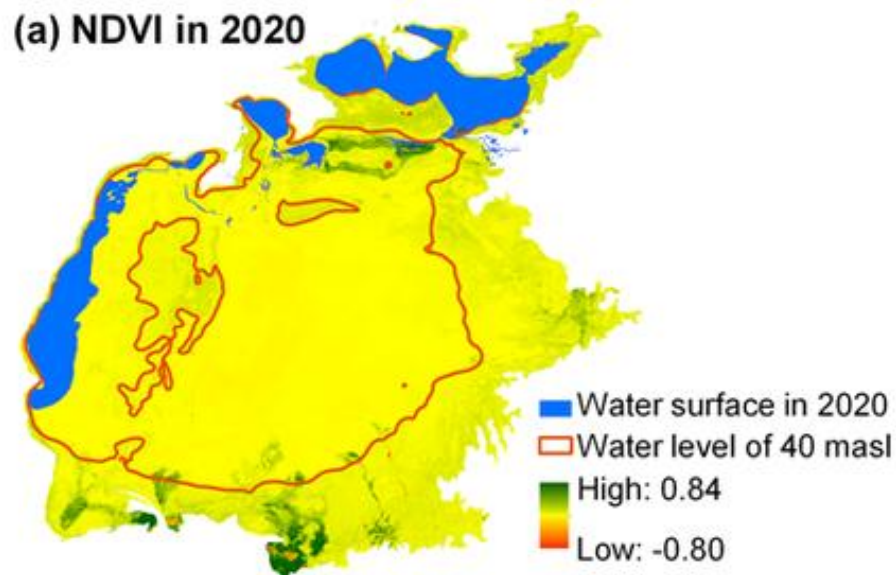 (a) NDVI in 2020
Water surface in 2020
Water level of 40 masl
High: 0.84
Low: -0.80